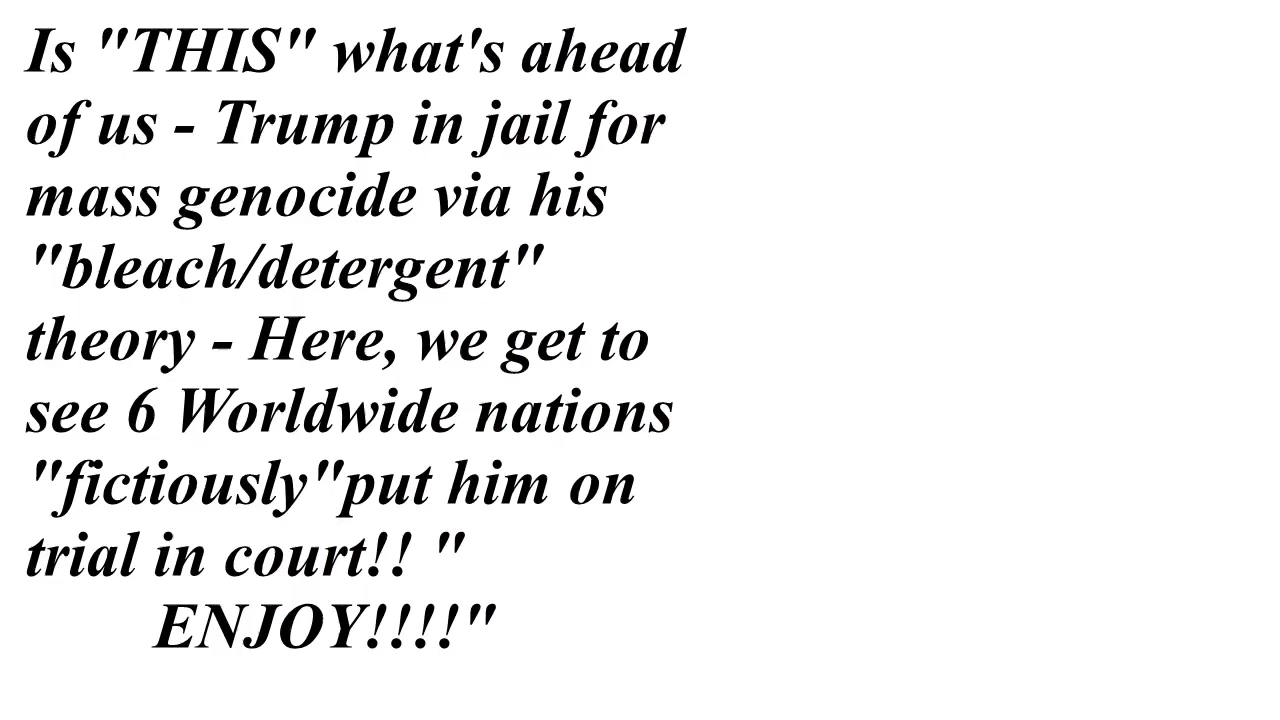 Is "THIS" what's ahead
of us - Trump in jail for
mass genocide via his
"bleach/detergent"
theory - Here, we get to
see 6 Worldwide nations
"fictiously"put him on
trial in court!! "
ENJOY!!!!"